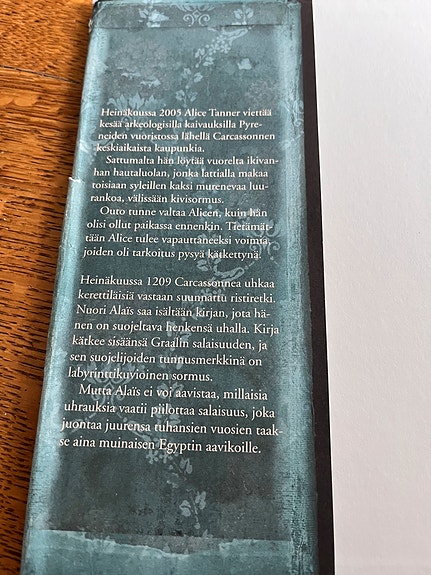 Heinäkuussa 2005 Alice Tanner viettää
kesää arkeologisilla kaivauksilla Pyre-
neiden vuoristossa lähellä Carcassonnen
keskiaikaista kaupunkia.
Sattumalta hän löytää vuorelta ikivan-
han hautaluolan, jonka lattialla makaa
toisiaan syleillen kaksi murenevaa luu-
rankoa, välissään kivisormus.
Outo tunne valtaa Alicen, kuin hän
olisi ollut paikassa ennenkin. Tietämät-
tään Alice tulee vapauttaneeksi voimia,
joiden oli tarkoitus pysyä kätkettynä.
Heinäkuussa 1209 Carcassonnea uhkaa
kerettiläisiä vastaan suunnattu ristiretki.
Nuori Alaïs saa isältään kirjan, jota hä-
nen on suojeltava henkensä uhalla. Kirja
kätkee sisäänsä Graalin salaisuuden, ja
sen suojelijoiden tunnusmerkkinä on
labyrinttikuvioinen sormus.
Mutta Alaïs ei voi aavistaa, millaisia
uhrauksia vaatii piilottaa salaisuus, joka
juontaa juurensa tuhansien vuosien taak-
se aina muinaisen Egyptin aavikoille.